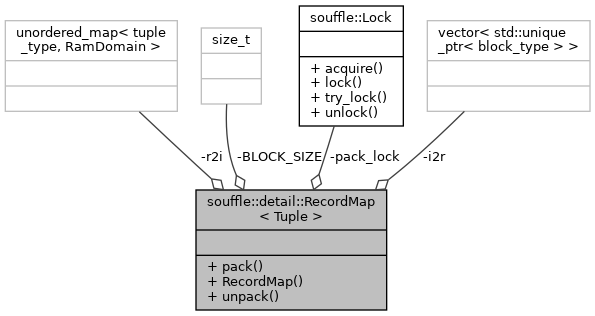 unordered_map< tuple
_type, RamDomain >
size_t
souffle::Lock
+ acquire()
+ lock()
+ try_lock()
+ unlock()
vector< std::unique
_ptr< block_type > >
-r2i
-BLOCK_SIZE
-pack_lock
-i2r
souffle::detail::RecordMap
< Tuple >
+ pack()
+ RecordMap()
+ unpack()